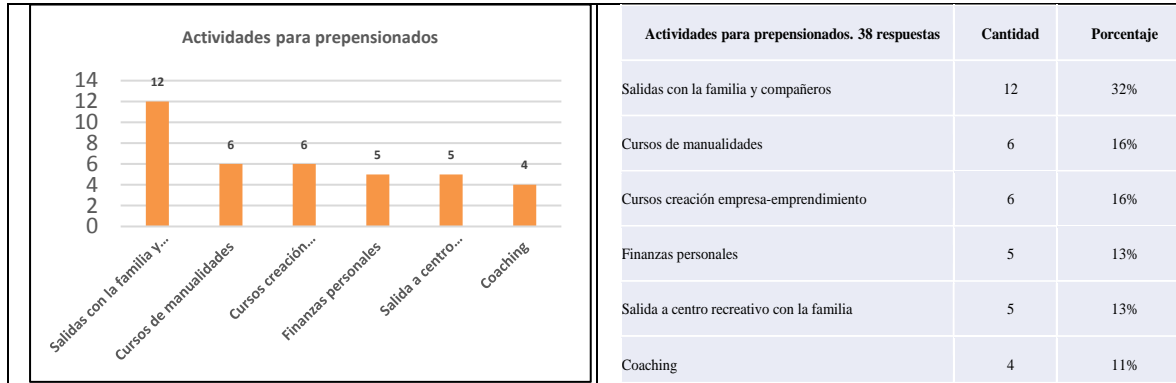 Actividades para prepensionados
14
12
10
8
6
4
2
0
12
6
6
5
5
4
Salidas con la familia y...
Cursos de manualidades
Cursos creación...
Finanzas personales
Salida a centro...
Coaching
Actividades para prepensionados. 38 respuestas Cantidad Porcentaje
Salidas con la familia y compañeros 12 32%
Cursos de manualidades 6 16%
Cursos creación empresa-emprendimiento 6 16%
Finanzas personales 5 13%
Salida a centro recreativo con la familia 5 13%
Coaching 4 11%